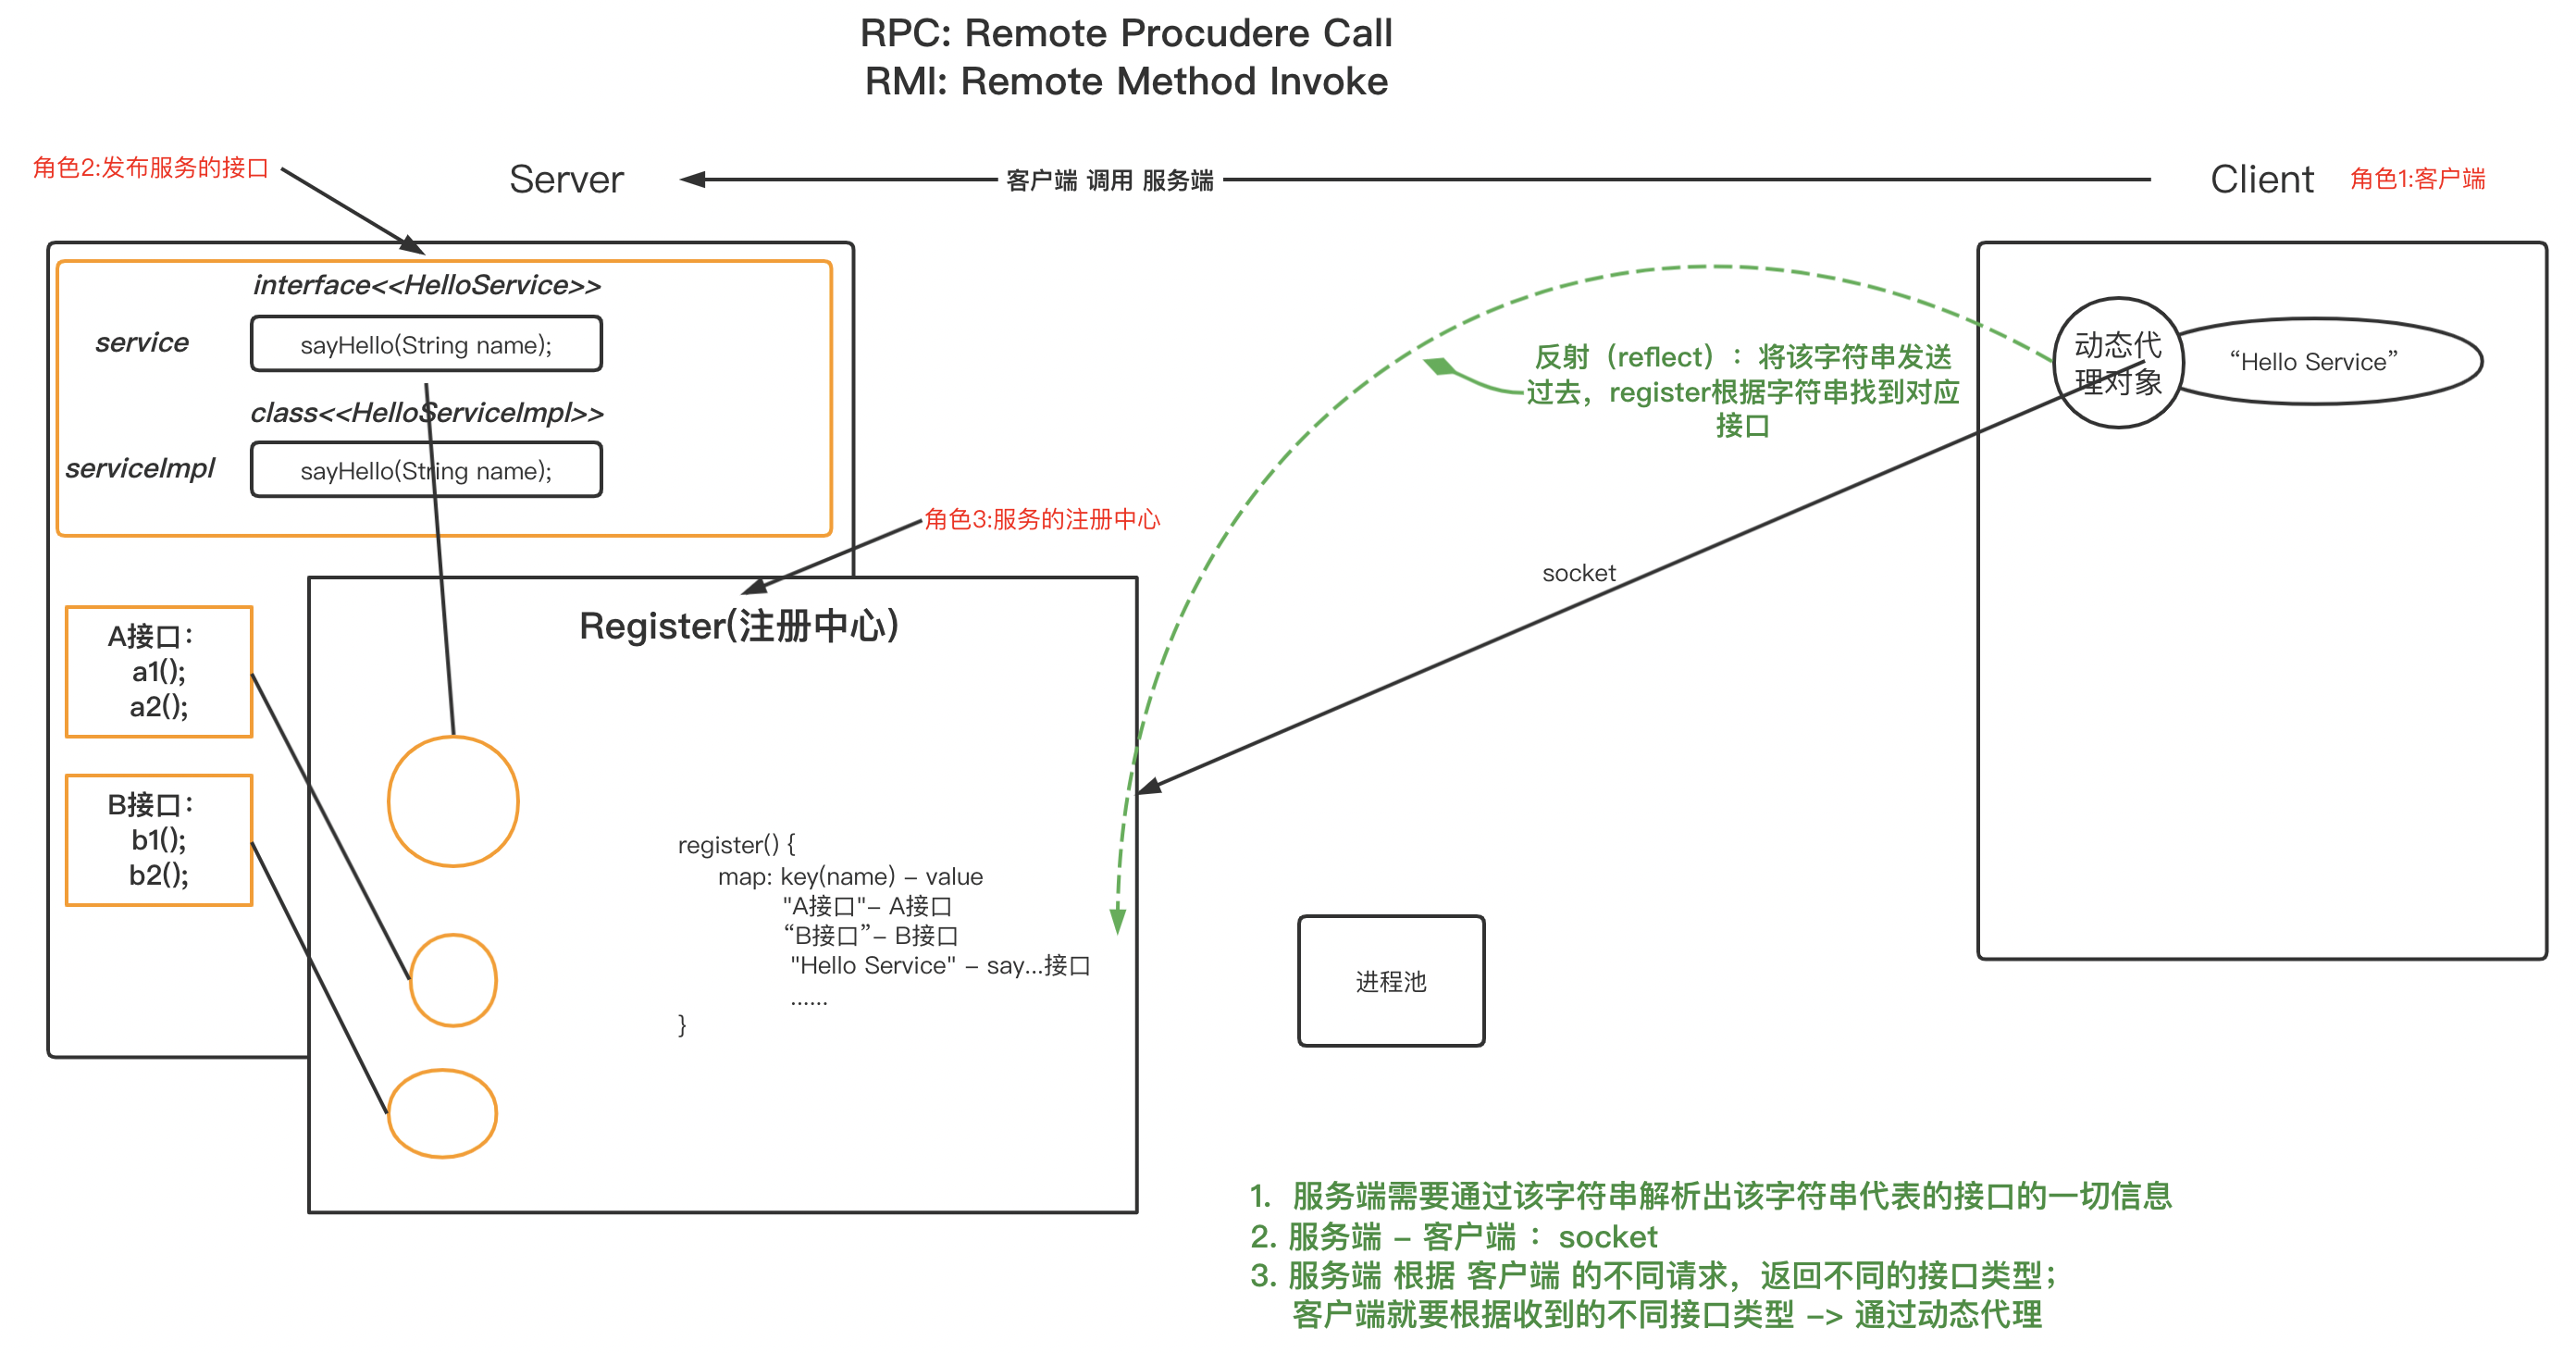 RPC: Remote Procudere Call
RMI: Remote Method Invoke
角色2:发布服务的接口
Server
客户端 调用 服务端
Client
角色1:客户端
interface<<HelloService>>
service
sayHello(String name);
class<<HelloServiceImpl>>
serviceImpl
sayHello(String name);
动态代
理对象
“Hello Service”
反射（reflect）：将该字符串发送
过去，register根据字符串找到对应
接口
角色3:服务的注册中心
socket
Register(注册中心)
A接口：
a1();
a2();
B接口：
b1();
b2();
register() {
map: key(name) - value
"A接口"- A接口
“B接口”- B接口
"Hello Service" - say...接口
......
}
进程池
1. 服务端需要通过该字符串解析出该字符串代表的接口的一切信息
2. 服务端 - 客户端 ：socket
3. 服务端 根据 客户端 的不同请求，返回不同的接口类型；
客户端就要根据收到的不同接口类型 -> 通过动态代理